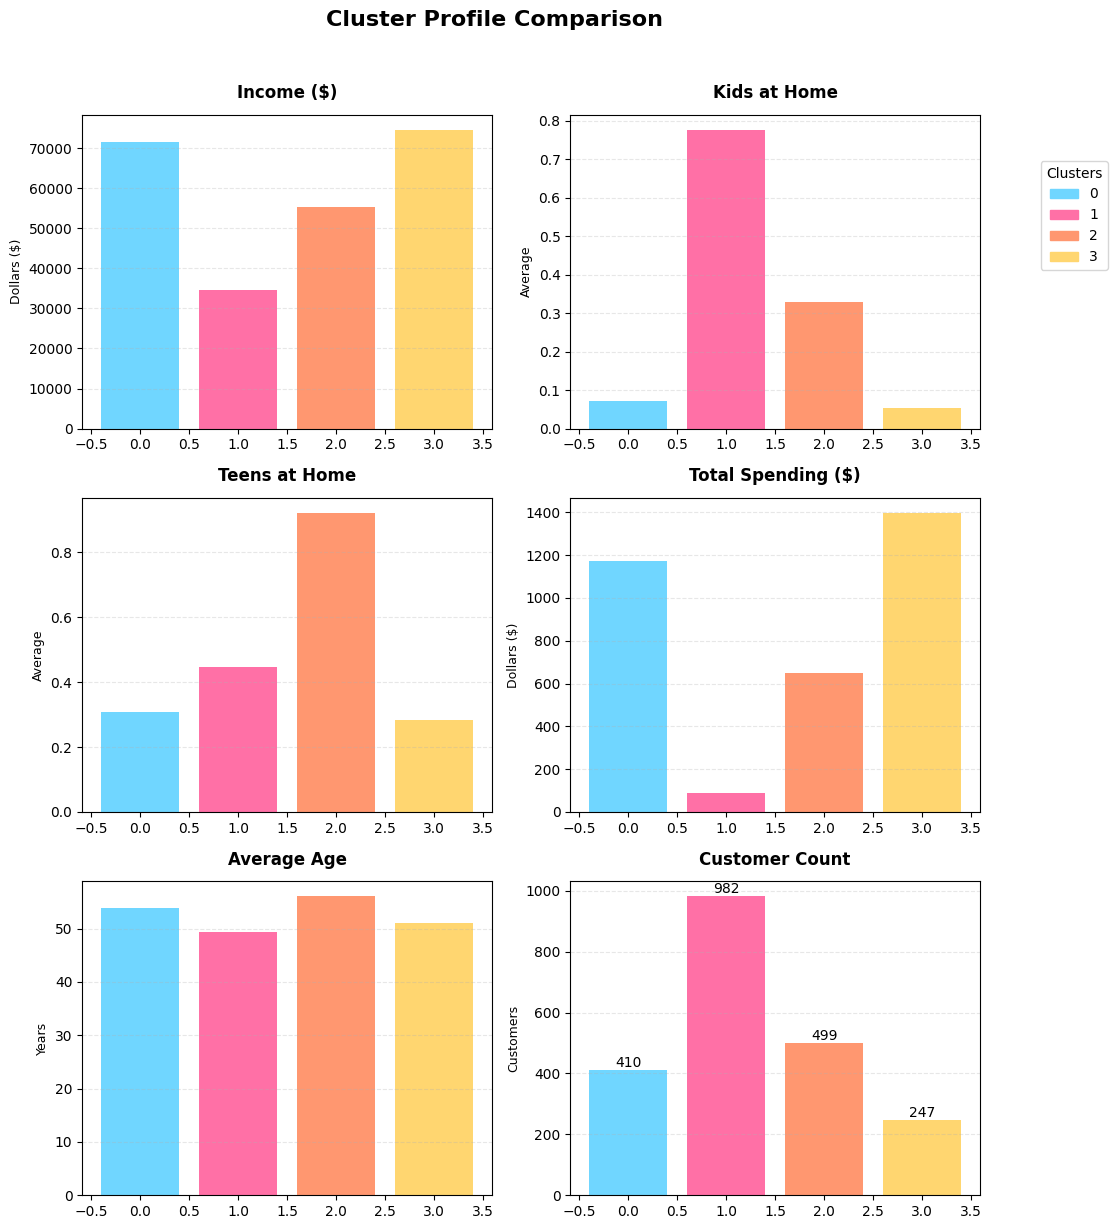 Cluster Profile Comparison
Income ($)
Dollars ($)
70000
60000
50000
40000
30000
20000
10000
0
−0.5 0.0 0.5 1.0 1.5 2.0 2.5 3.0 3.5
Kids at Home
Average
0.8
0.7
0.6
0.5
0.4
0.3
0.2
0.1
0.0
−0.5 0.0 0.5 1.0 1.5 2.0 2.5 3.0 3.5
Clusters
0
1
2
3
Teens at Home
Average
0.8
0.6
0.4
0.2
0.0
−0.5 0.0 0.5 1.0 1.5 2.0 2.5 3.0 3.5
Total Spending ($)
Dollars ($)
1400
1200
1000
800
600
400
200
0
−0.5 0.0 0.5 1.0 1.5 2.0 2.5 3.0 3.5
Average Age
Years
50
40
30
20
10
0
−0.5 0.0 0.5 1.0 1.5 2.0 2.5 3.0 3.5
Customer Count
Customers
1000
800
600
400
200
0
410
982
499
247
−0.5 0.0 0.5 1.0 1.5 2.0 2.5 3.0 3.5